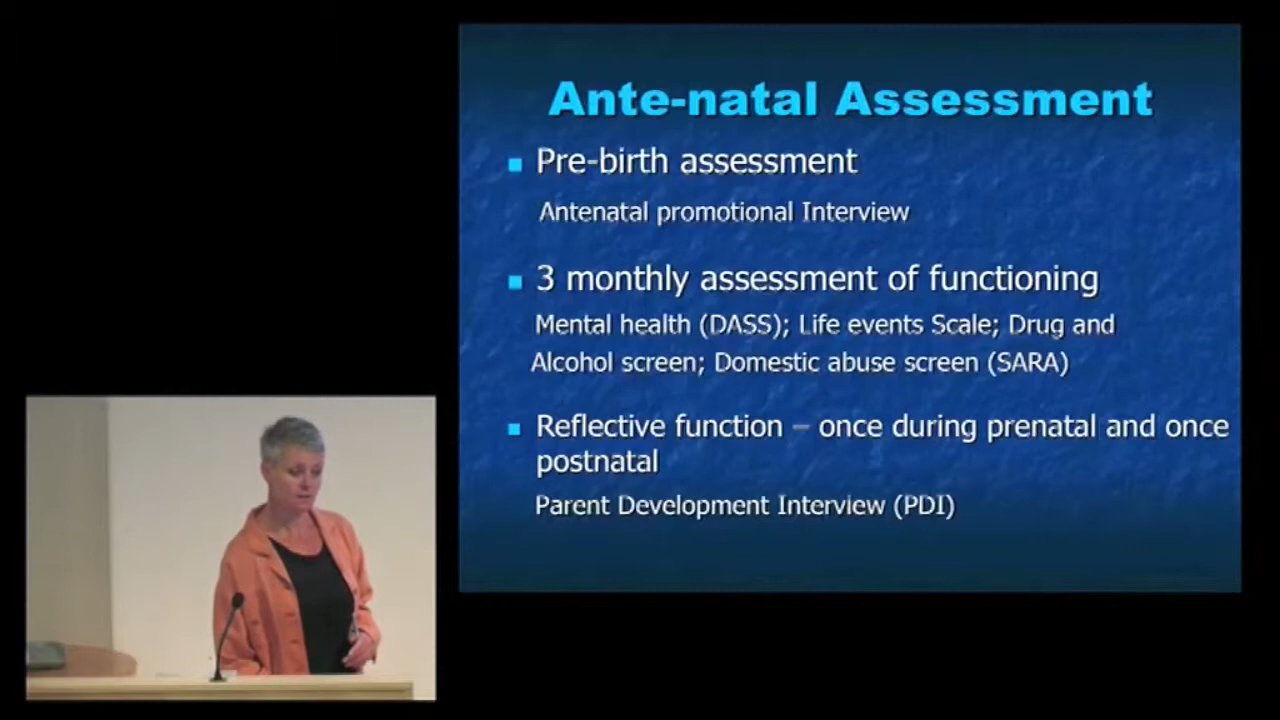 Ante-natal Assessment
Pre-birth assessment
Antenatal promotional Interview
3 monthly assessment of functioning
Mental health (DASS); Life events Scale; Drug and
Alcohol screen; Domestic abuse screen (SARA)
Reflective function – once during prenatal and once
postnatal
Parent Development Interview (PDI)